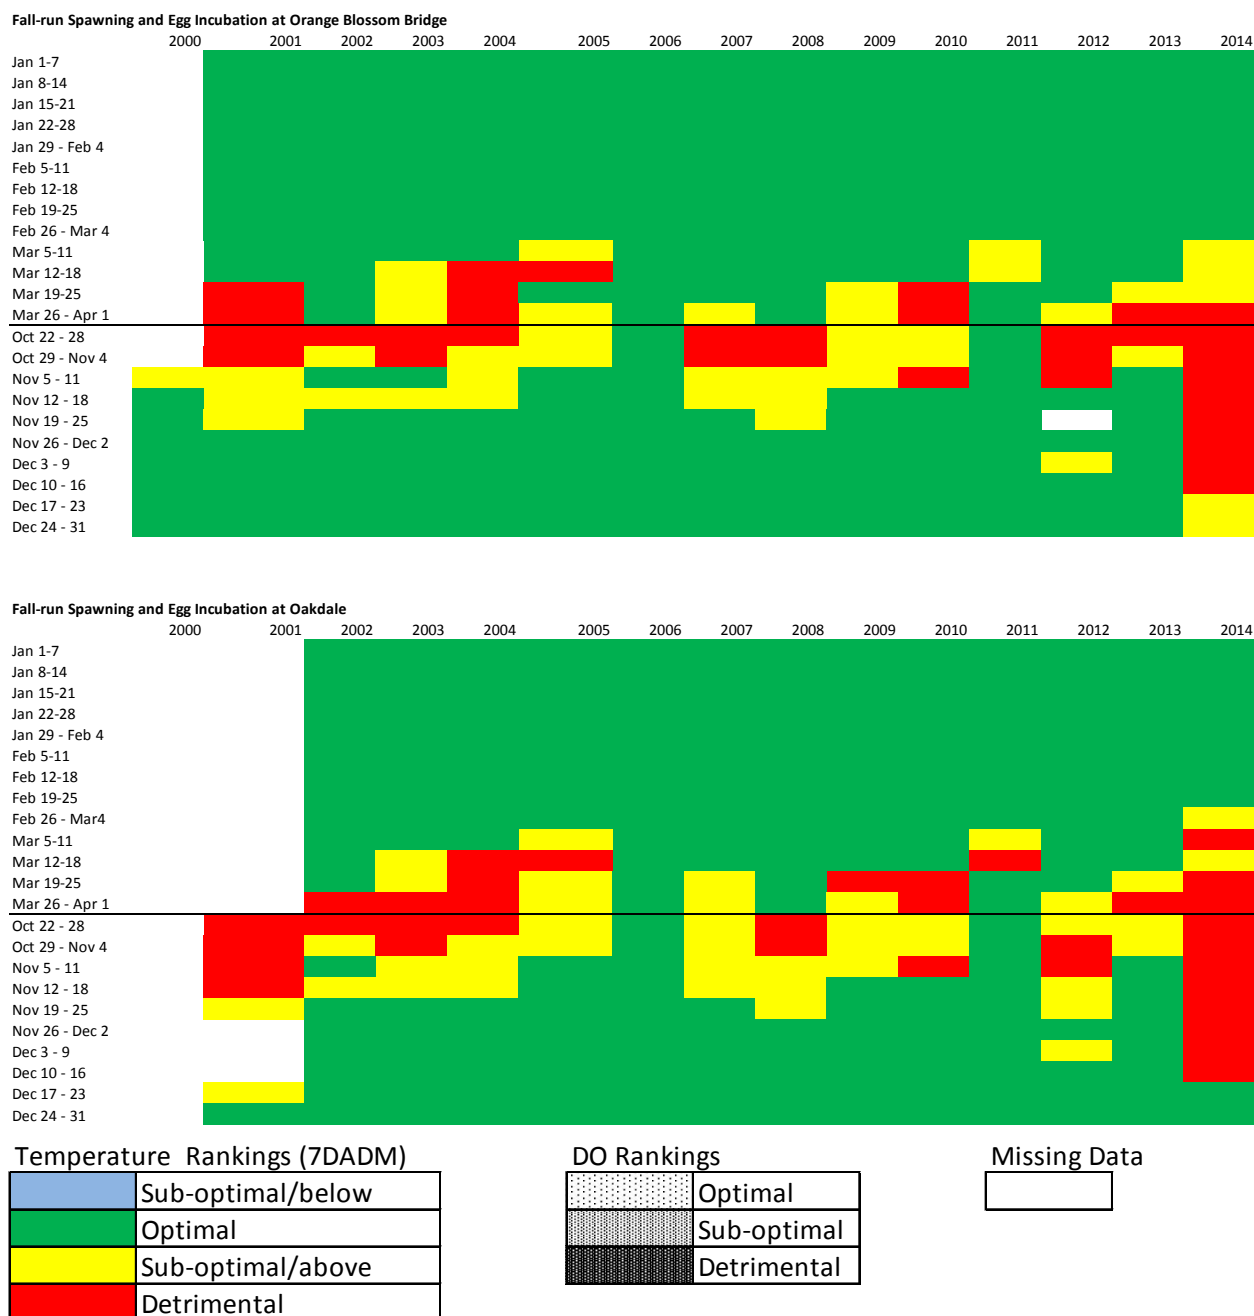 Fall-run Spawning and Egg Incubation at Orange Blossom Bridge
2000 2001 2002 2003 2004 2005 2006 2007 2008 2009 2010 2011 2012 2013 2014
Jan 1-7
Jan 8-14
Jan 15-21
Jan 22-28
Jan 29 - Feb 4
Feb 5-11
Feb 12-18
Feb 19-25
Feb 26 - Mar 4
Mar 5-11
Mar 12-18
Mar 19-25
Mar 26 - Apr 1
Oct 22 - 28
Oct 29 - Nov 4
Nov 5 - 11
Nov 12 - 18
Nov 19 - 25
Nov 26 - Dec 2
Dec 3 - 9
Dec 10 - 16
Dec 17 - 23
Dec 24 - 31
Fall-run Spawning and Egg Incubation at Oakdale
2000 2001 2002 2003 2004 2005 2006 2007 2008 2009 2010 2011 2012 2013 2014
Jan 1-7
Jan 8-14
Jan 15-21
Jan 22-28
Jan 29 - Feb 4
Feb 5-11
Feb 12-18
Feb 19-25
Feb 26 - Mar4
Mar 5-11
Mar 12-18
Mar 19-25
Mar 26 - Apr 1
Oct 22 - 28
Oct 29 - Nov 4
Nov 5 - 11
Nov 12 - 18
Nov 19 - 25
Nov 26 - Dec 2
Dec 3 - 9
Dec 10 - 16
Dec 17 - 23
Dec 24 - 31
Temperature Rankings (7DADM)
Sub-optimal/below
Optimal
Sub-optimal/above
Detrimental
DO Rankings
Optimal
Sub-optimal
Detrimental
Missing Data